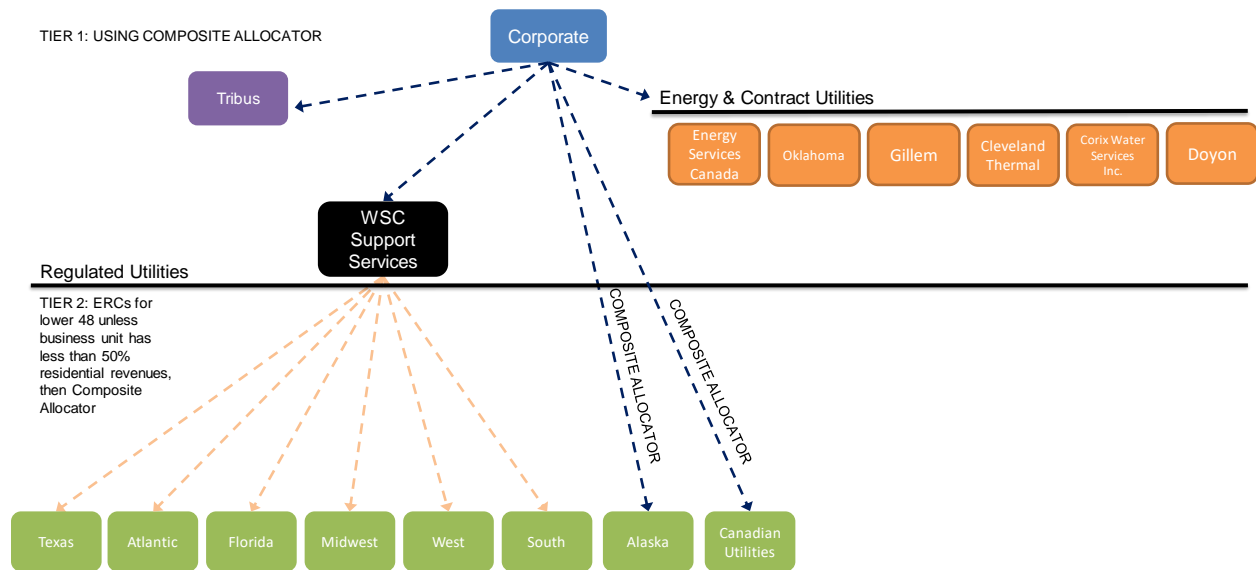 TIER 1: USING COMPOSITE ALLOCATOR
Corporate
Tribus
Energy & Contract Utilities
Energy
Services
Canada
Oklahoma
Gillem
Cleveland
Thermal
Corix Water
Services
Inc.
Doyon
WSC
Support
Services
Regulated Utilities
TIER 2: ERCs for
lower 48 unless
business unit has
less than 50%
residential revenues,
then Composite
Allocator
COMPOSITE ALLOCATOR
COMPOSITE ALLOCATOR
Texas
Atlantic
Florida
Midwest
West
South
Alaska
Canadian
Utilities